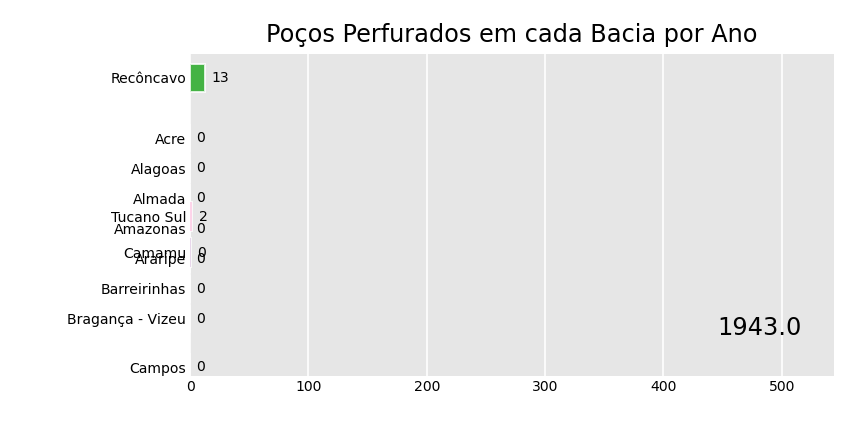 Poços Perfurados em cada Bacia por Ano
Recôncavo 13
Acre 0
Alagoas 0
Almada 0
Tucano Sul 2
Amazonas 0
Camamu 0
Araripe 0
Barreirinhas 0
Bragança - Vizeu 0
1943.0
Campos 0
0 100 200 300 400 500